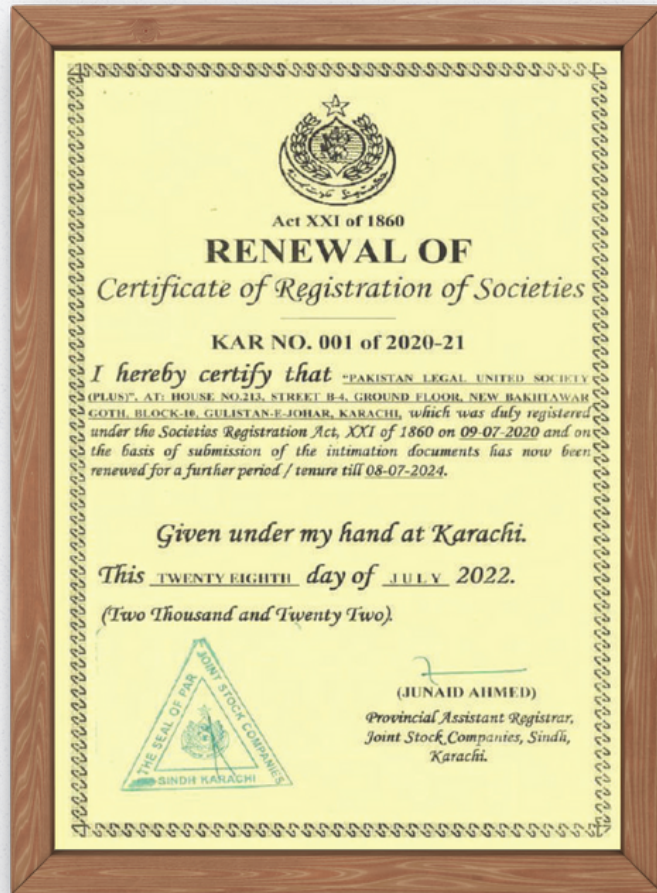 Act XXI of 1860
RENEWAL OF
Certificate of Registration of Societies
KAR NO. 001 of 2020-21
I hereby certify that "PAKISTAN LEGAL UNITED SOCIETY
(PLUS)", AT: HOUSE NO.213, STREET B-4, GROUND FLOOR, NEW BAKHTAWAR
GOTH, BLOCK-10, GULISTAN-E-JOHAR, KARACHI, which was duly registered
under the Societies Registration Act, XXI of 1860 on 09-07-2020 and on
the basis of submission of the intimation documents has now been
renewed for a further period / tenure till 08-07-2024.
Given under my hand at Karachi.
This TWENTY EIGHTH day of JULY 2022.
(Two Thousand and Twenty Two).
THE SEAL OF PAR
JOINT STOCK COMPANIES
SINDH KARACHI
(JUNAID AHMED)
Provincial Assistant Registrar,
Joint Stock Companies, Sindh,
Karachi.